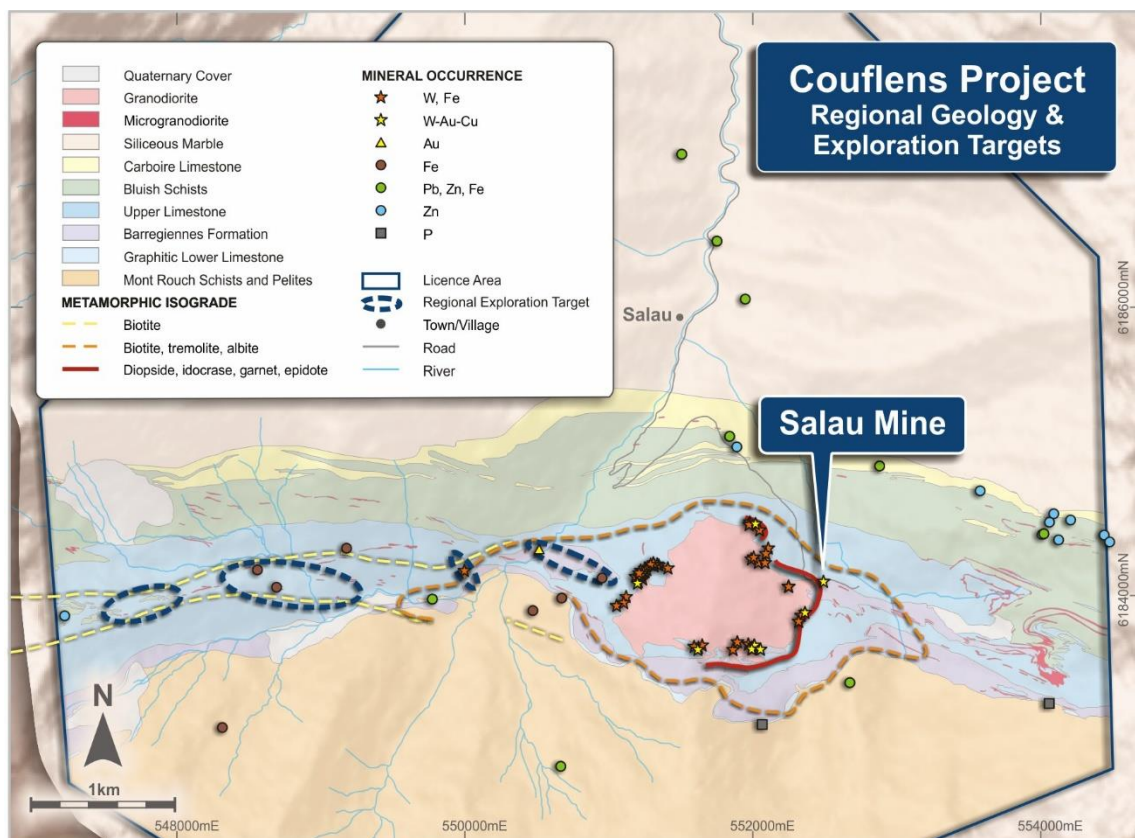 Couflens Project
Regional Geology &
Exploration Targets
Quaternary Cover
Granodiorite
Microgranodiorite
Siliceous Marble
Carboire Limestone
Bluish Schists
Upper Limestone
Barregiennes Formation
Graphitic Lower Limestone
Mont Rouch Schists and Pelites
METAMORPHIC ISOGRADE
Biotite
Biotite, tremolite, albite
Diopside, idocrase, garnet, epidote
MINERAL OCCURRENCE
W, Fe
W-Au-Cu
Au
Fe
Pb, Zn, Fe
Zn
P
Licence Area
Regional Exploration Target
Town/Village
Road
River
Salau
6186000mN
Salau Mine
6184000mN
N
1km
548000mE
550000mE
552000mE
554000mE